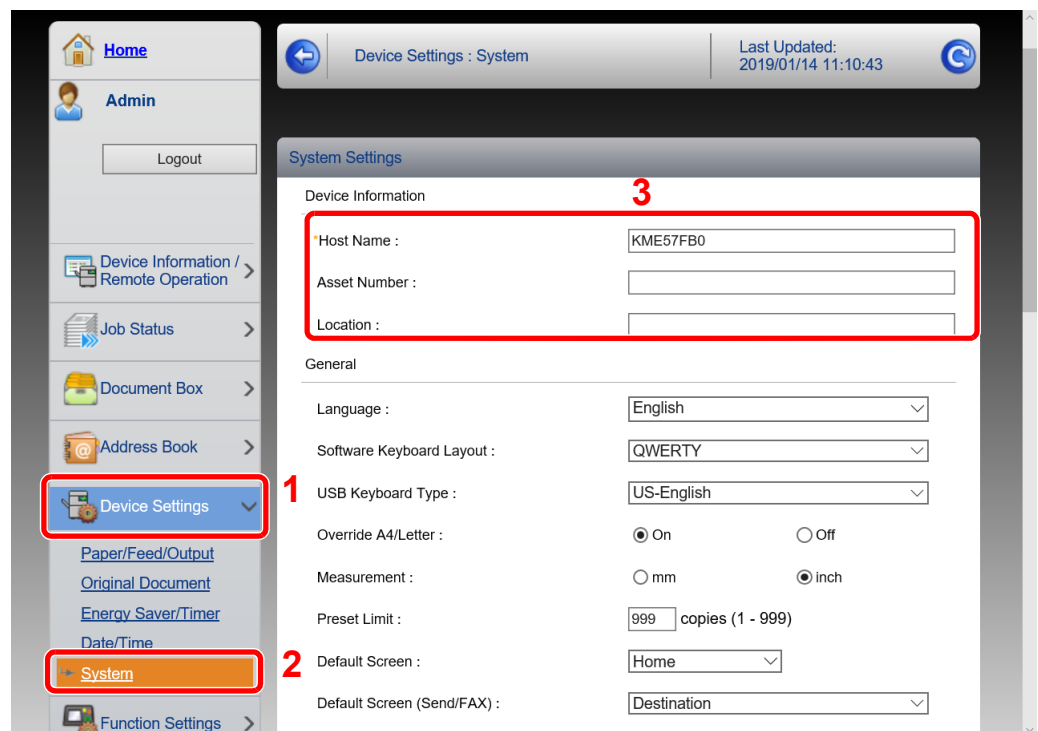 Home
Admin
Logout
Device Information /
Remote Operation
Job Status
Document Box
Address Book
Device Settings
1
Paper/Feed/Output
Original Document
Energy Saver/Timer
Date/Time
System
2
Function Settings
Device Settings : System
Last Updated:
2019/01/14 11:10:43
System Settings
Device Information
3
*Host Name : KME57FB0
Asset Number :
Location :
General
Language : English
Software Keyboard Layout : QWERTY
USB Keyboard Type : US-English
Override A4/Letter : On Off
Measurement : mm inch
Preset Limit : 999 copies (1 - 999)
Default Screen : Home
Default Screen (Send/FAX) : Destination